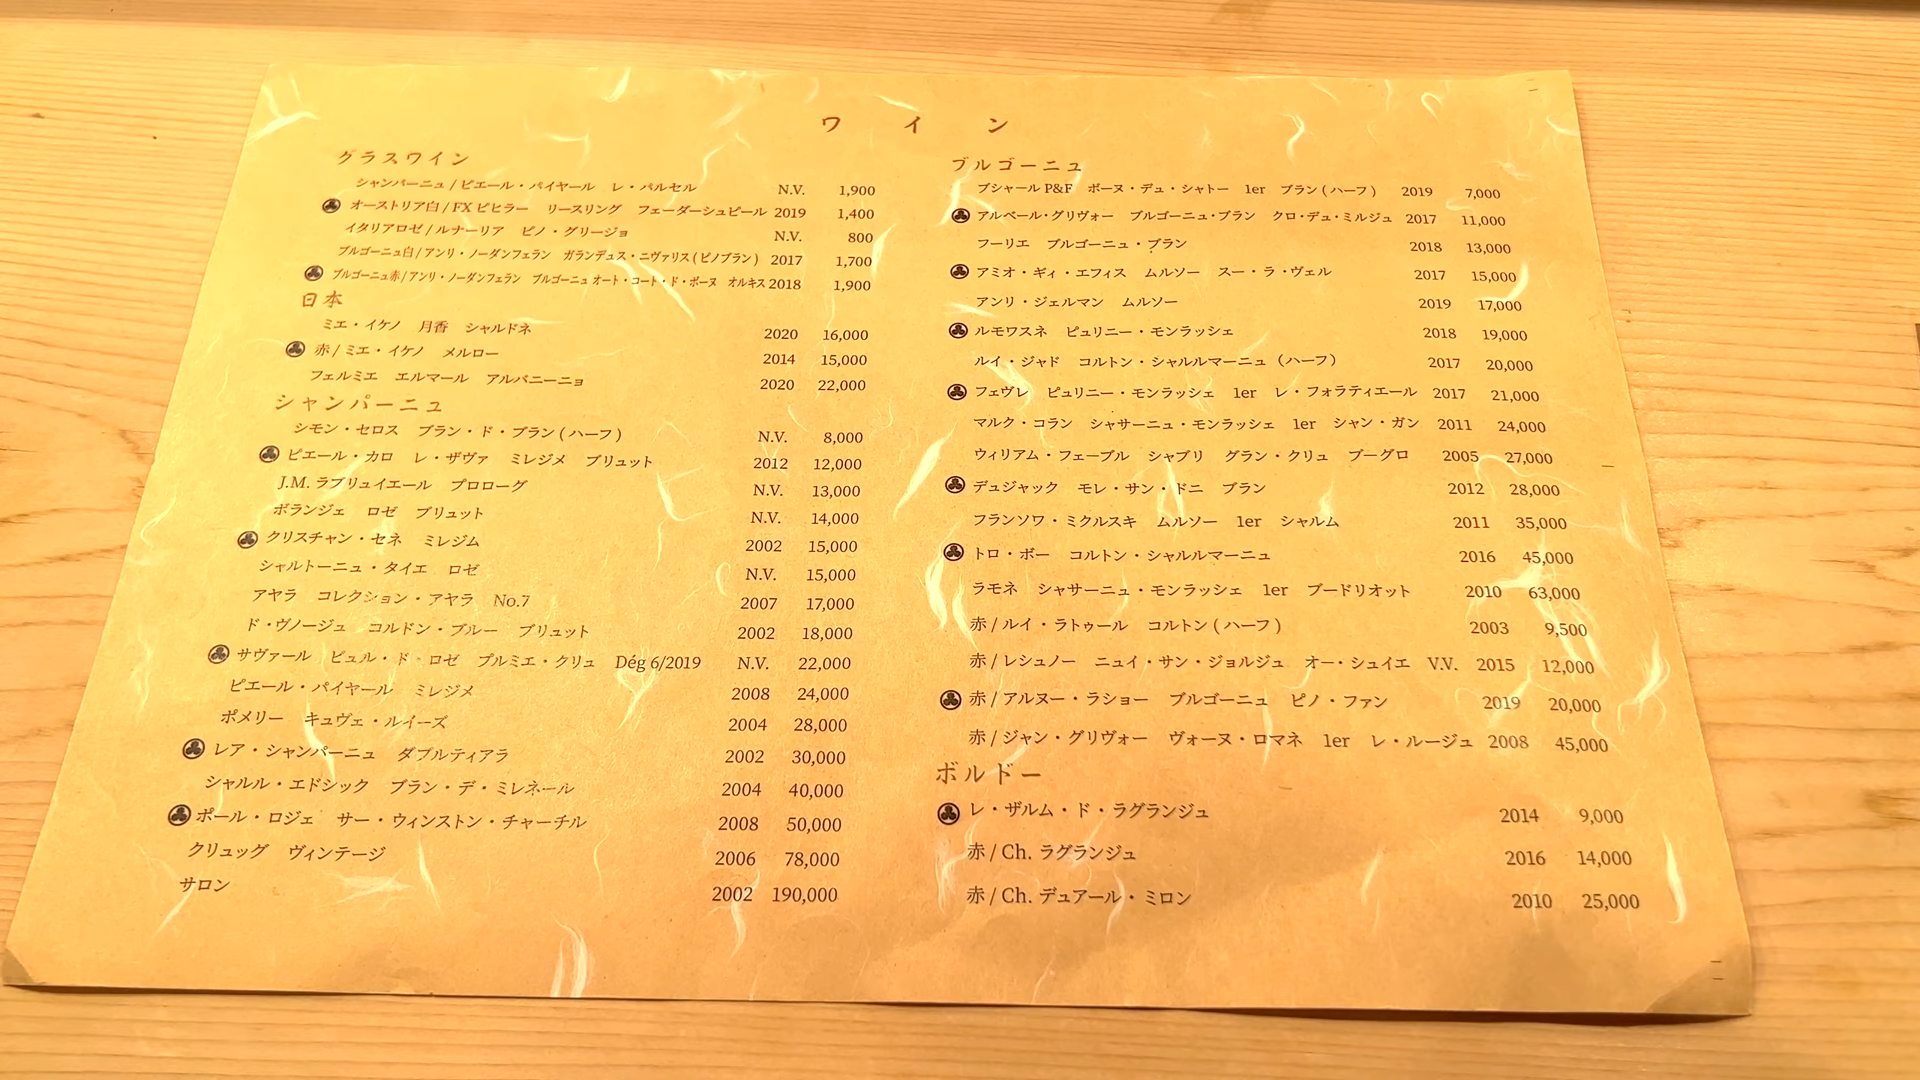 ワイン
グラスワイン
シャンパーニュ/ピエール・パイヤール レ・パルセル N.V. 1,900
オーストリア白/FXピヒラー リースリング フェーダーシュピール 2019 1,400
イタリアロゼ/ルナーリア ピノ・グリージョ N.V. 800
ブルゴーニュ白/アンリ・ノーダンフェラン ガランデュス・ニヴァリス(ピノブラン) 2017 1,700
ブルゴーニュ赤/アンリ・ノーダンフェラン ブルゴーニュオート・コート・ド・ボーヌ オルキス 2018 1,900
日本
ミエ・イケノ 月香 シャルドネ 2020 16,000
赤/ミエ・イケノ メルロー 2014 15,000
フェルミエ エルマール アルバニーニョ 2020 22,000
シャンパーニュ
シモン・セロス ブラン・ド・ブラン(ハーフ) N.V. 8,000
ピエール・カロ レ・ザヴァ ミレジメ ブリュット 2012 12,000
J.M.ラブリュイエール プロローグ N.V. 13,000
ボランジェ ロゼ ブリュット N.V. 14,000
クリスチャン・セネ ミレジム 2002 15,000
シャルトーニュ・タイエ ロゼ N.V. 15,000
アヤラ コレクション・アヤラ No.7 2007 17,000
ド・ヴノージュ コルドン・ブルー ブリュット 2002 18,000
サヴァール ピュル・ド・ロゼ プルミエ・クリュ Dég 6/2019 N.V. 22,000
ピエール・パイヤール ミレジメ 2008 24,000
ポメリー キュヴェ・ルイーズ 2004 28,000
レア・シャンパーニュ ダブルティアラ 2002 30,000
シャルル・エドシック ブラン・デ・ミレネール 2004 40,000
ポール・ロジェ サー・ウィンストン・チャーチル 2008 50,000
クリュッグ ヴィンテージ 2006 78,000
サロン 2002 190,000
ブルゴーニュ
ブシャールP&F ボーヌ・デュ・シャトー 1er ブラン(ハーフ) 2019 7,000
アルベール・グリヴォー ブルゴーニュ・ブラン クロ・デュ・ミルジュ 2017 11,000
フーリエ ブルゴーニュ・ブラン 2018 13,000
アミオ・ギィ・エフィス ムルソー スー・ラ・ヴェル 2017 15,000
アンリ・ジェルマン ムルソー 2019 17,000
ルモワスネ ピュリニー・モンラッシェ 2018 19,000
ルイ・ジャド コルトン・シャルルマーニュ(ハーフ) 2017 20,000
フェヴレ ピュリニー・モンラッシェ 1er レ・フォラティエール 2017 21,000
マルク・コラン シャサーニュ・モンラッシェ 1er シャン・ガン 2011 24,000
ウィリアム・フェーブル シャブリ グラン・クリュ ブーグロ 2005 27,000
デュジャック モレ・サン・ドニ ブラン 2012 28,000
フランソワ・ミクルスキ ムルソー 1er シャルム 2011 35,000
トロ・ボー コルトン・シャルルマーニュ 2016 45,000
ラモネ シャサーニュ・モンラッシェ 1er ブードリオット 2010 63,000
赤/ルイ・ラトゥール コルトン(ハーフ) 2003 9,500
赤/レシュノー ニュイ・サン・ジョルジュ オー・シュイエ V.V. 2015 12,000
赤/アルヌー・ラショー ブルゴーニュ ピノ・ファン 2019 20,000
赤/ジャン・グリヴォー ヴォーヌ・ロマネ 1er レ・ルージュ 2008 45,000
ボルドー
レ・ザルム・ド・ラグランジュ 2014 9,000
赤/Ch.ラグランジュ 2016 14,000
赤/Ch.デュアール・ミロン 2010 25,000